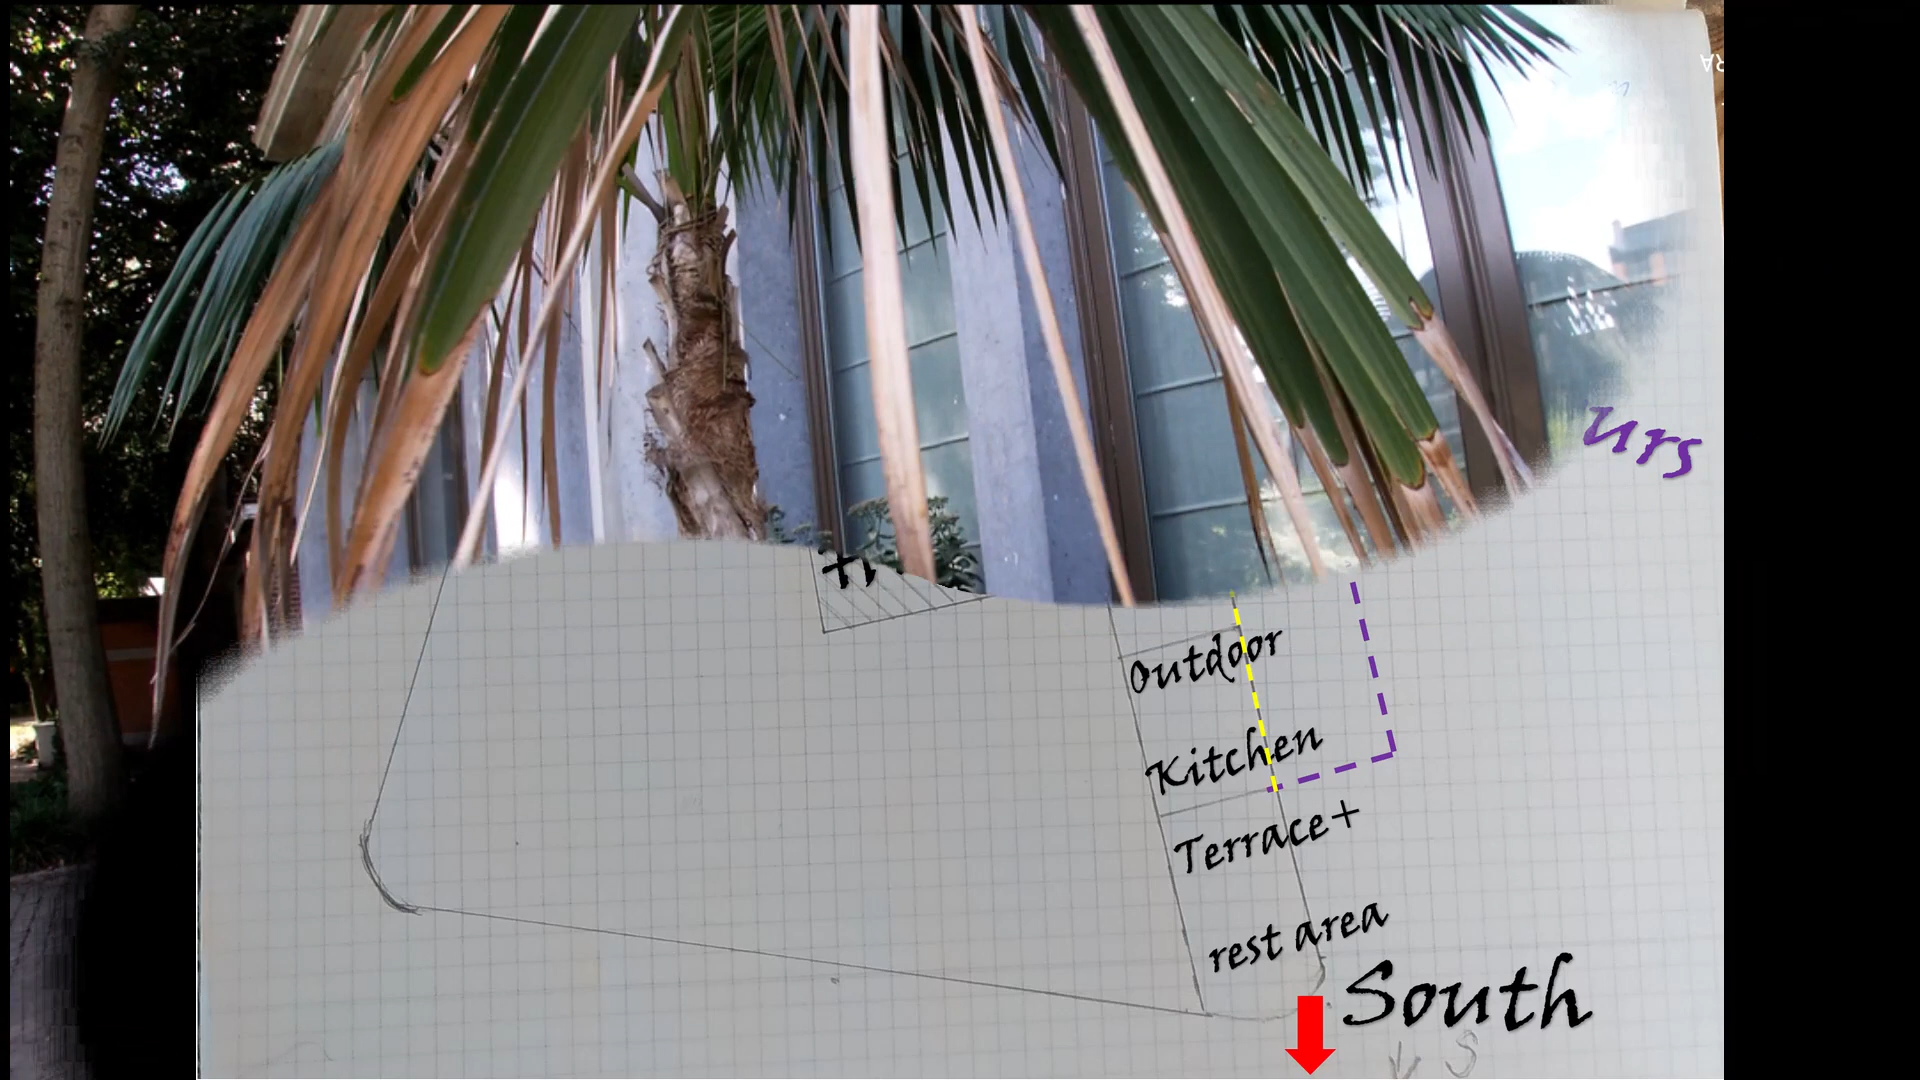 urs
Outdoor
Kitchen
Terrace+
rest area
South
S